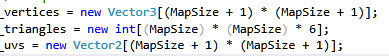 _vertices = new Vector3[(MapSize + 1) * (MapSize + 1)];
_triangles = new int[(MapSize) * (MapSize) * 6];
_uvs = new Vector2[(MapSize + 1) * (MapSize + 1)];